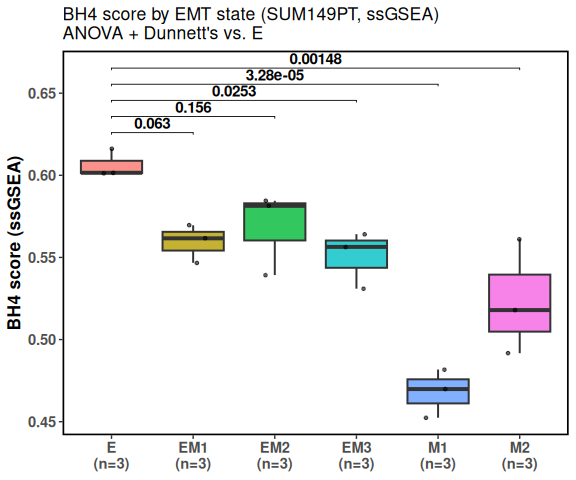 BH4 score by EMT state (SUM149PT, ssGSEA)
ANOVA + Dunnett's vs. E
0.00148
3.28e-05
0.0253
0.156
0.063
BH4 score (ssGSEA)
0.65
0.60
0.55
0.50
0.45
E EM1 EM2 EM3 M1 M2
(n=3) (n=3) (n=3) (n=3) (n=3) (n=3)